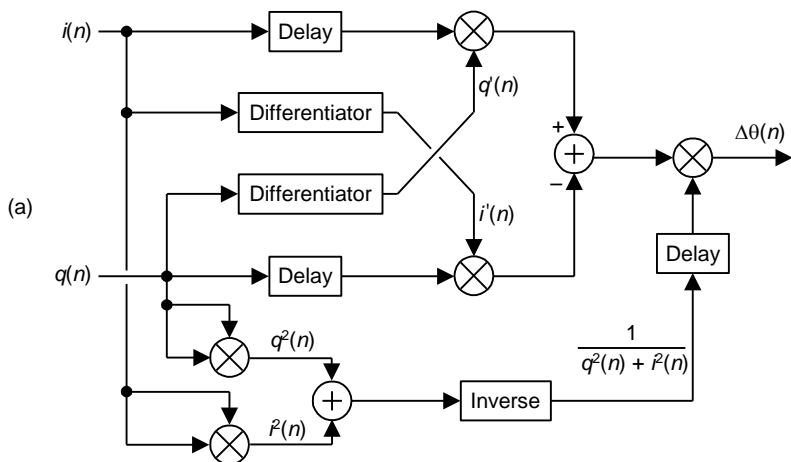 i(n)
Delay
q'(n)
Differentiator
+
Δθ(n)
(a)
Differentiator
−
i'(n)
q(n)
Delay
Delay
q²(n)
1
q²(n) + i²(n)
Inverse
i²(n)